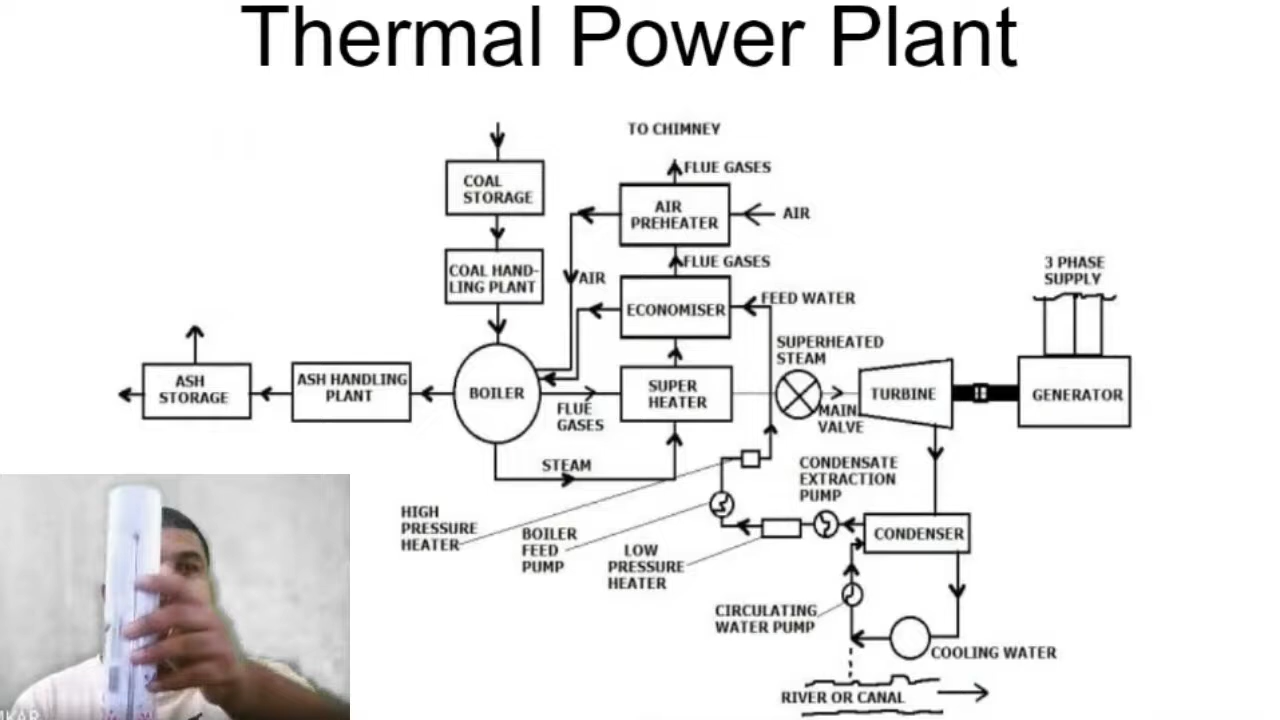 Thermal Power Plant
TO CHIMNEY
FLUE GASES
COAL
STORAGE
AIR
PREHEATER
AIR
FLUE GASES
COAL HAND-
LING PLANT
AIR
ECONOMISER
FEED WATER
3 PHASE
SUPPLY
SUPERHEATED
STEAM
ASH
STORAGE
ASH HANDLING
PLANT
BOILER
FLUE
GASES
SUPER
HEATER
MAIN
VALVE
TURBINE
GENERATOR
STEAM
HIGH
PRESSURE
HEATER
BOILER
FEED
PUMP
LOW
PRESSURE
HEATER
CONDENSATE
EXTRACTION
PUMP
CONDENSER
CIRCULATING
WATER PUMP
COOLING WATER
RIVER OR CANAL